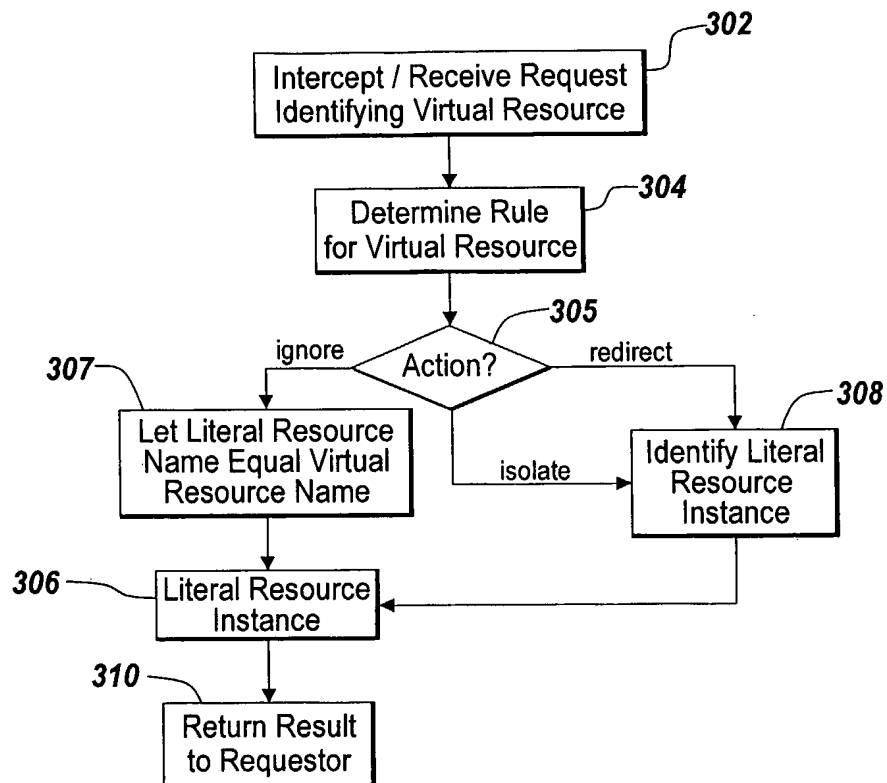 302
Intercept / Receive Request
Identifying Virtual Resource
304
Determine Rule
for Virtual Resource
305
Action?
ignore
redirect
isolate
307
Let Literal Resource
Name Equal Virtual
Resource Name
308
Identify Literal
Resource
Instance
306
Literal Resource
Instance
310
Return Result
to Requestor